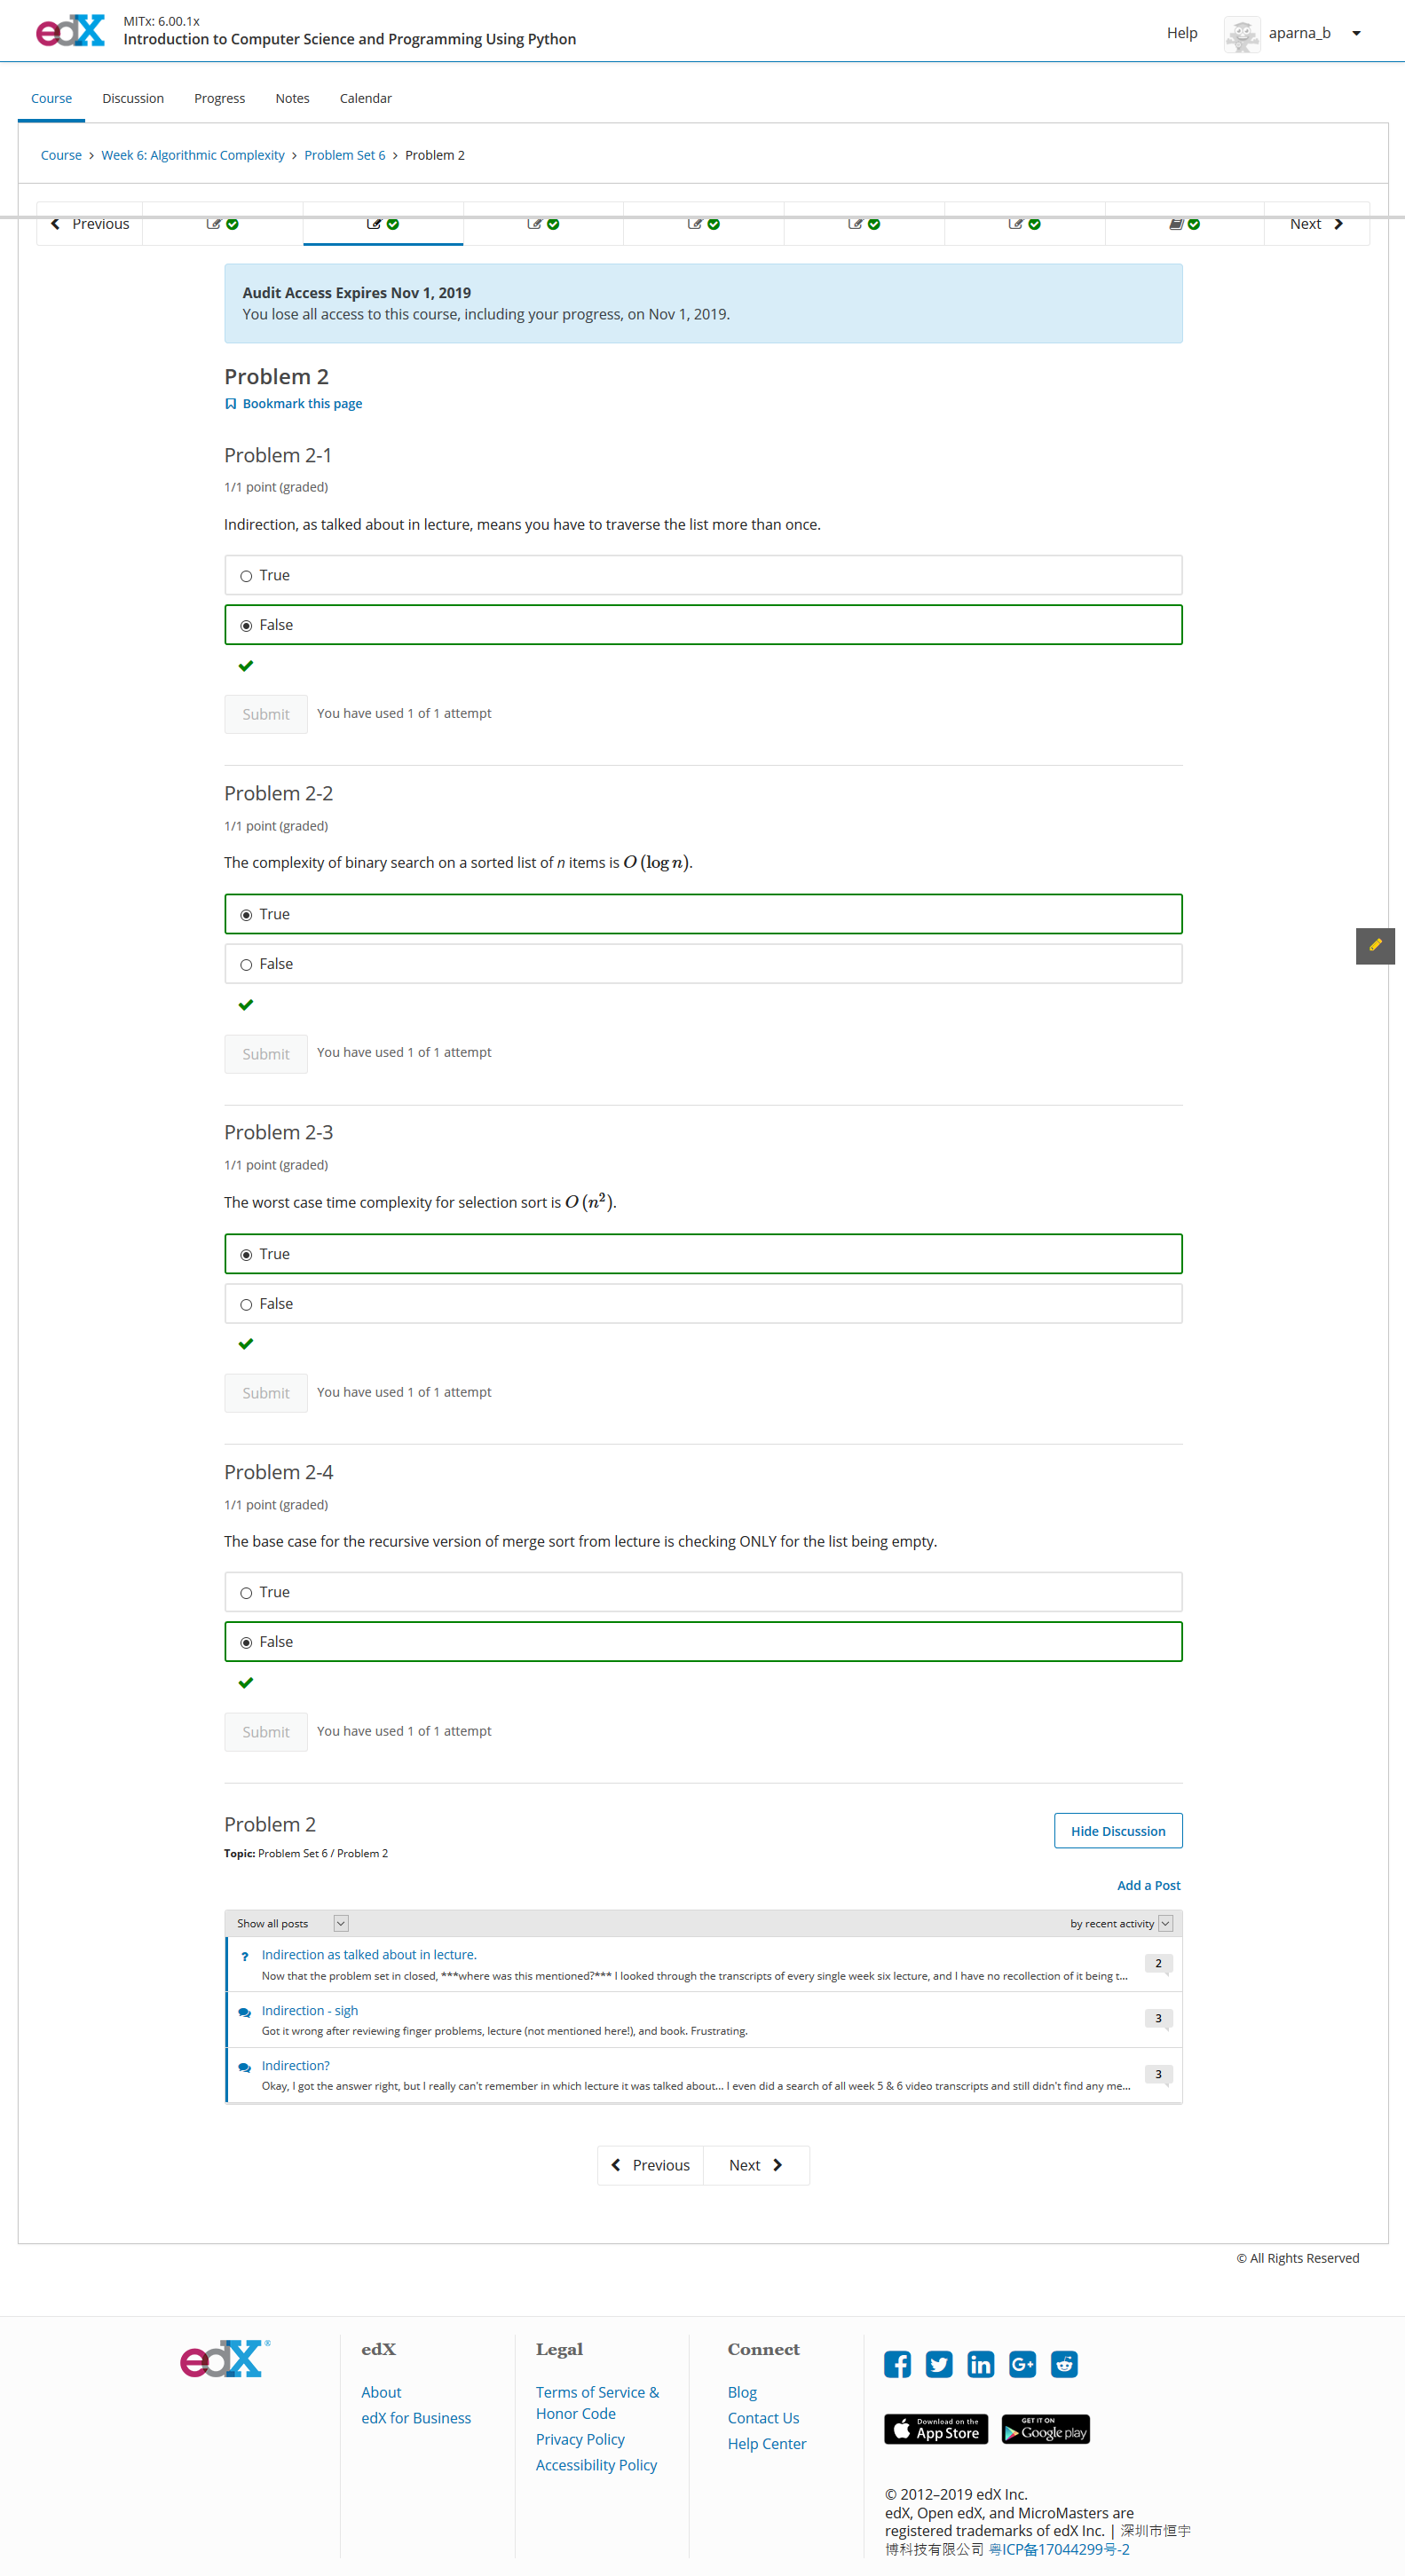 edX
MITx: 6.00.1x
Introduction to Computer Science and Programming Using Python
Help
aparna_b
Course
Discussion
Progress
Notes
Calendar
Course > Week 6: Algorithmic Complexity > Problem Set 6 > Problem 2
Previous
Next
Audit Access Expires Nov 1, 2019
You lose all access to this course, including your progress, on Nov 1, 2019.
Problem 2
Bookmark this page
Problem 2-1
1/1 point (graded)
Indirection, as talked about in lecture, means you have to traverse the list more than once.
True
False
Submit
You have used 1 of 1 attempt
Problem 2-2
1/1 point (graded)
The complexity of binary search on a sorted list of n items is O (log n).
True
False
Submit
You have used 1 of 1 attempt
Problem 2-3
1/1 point (graded)
The worst case time complexity for selection sort is O (n²).
True
False
Submit
You have used 1 of 1 attempt
Problem 2-4
1/1 point (graded)
The base case for the recursive version of merge sort from lecture is checking ONLY for the list being empty.
True
False
Submit
You have used 1 of 1 attempt
Problem 2
Hide Discussion
Topic: Problem Set 6 / Problem 2
Add a Post
Show all posts
by recent activity
? Indirection as talked about in lecture.
2
Now that the problem set in closed, ***where was this mentioned?*** I looked through the transcripts of every single week six lecture, and I have no recollection of it being t...
Indirection - sigh
3
Got it wrong after reviewing finger problems, lecture (not mentioned here!), and book. Frustrating.
Indirection?
3
Okay, I got the answer right, but I really can't remember in which lecture it was talked about... I even did a search of all week 5 & 6 video transcripts and still didn't find any me...
Previous
Next
© All Rights Reserved
edX®
edX
About
edX for Business
Legal
Terms of Service &
Honor Code
Privacy Policy
Accessibility Policy
Connect
Blog
Contact Us
Help Center
Download on the
App Store
GET IT ON
Google play
© 2012–2019 edX Inc.
edX, Open edX, and MicroMasters are
registered trademarks of edX Inc. | 深圳市恒宇
博科技有限公司 粤ICP备17044299号-2